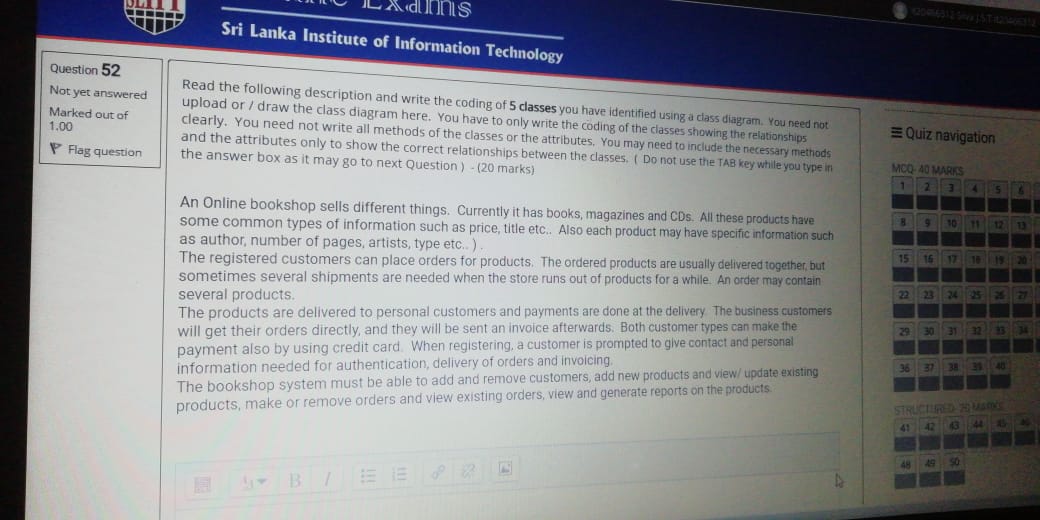 SLIIT
Exams
Sri Lanka Institute of Information Technology
Question 52
Not yet answered
Marked out of
1.00
Flag question
Read the following description and write the coding of 5 classes you have identified using a class diagram. You need not
upload or / draw the class diagram here. You have to only write the coding of the classes showing the relationships
clearly. You need not write all methods of the classes or the attributes. You may need to include the necessary methods
and the attributes only to show the correct relationships between the classes. ( Do not use the TAB key while you type in
the answer box as it may go to next Question ) - (20 marks)
An Online bookshop sells different things. Currently it has books, magazines and CDs. All these products have
some common types of information such as price, title etc.. Also each product may have specific information such
as author, number of pages, artists, type etc.. ) .
The registered customers can place orders for products. The ordered products are usually delivered together, but
sometimes several shipments are needed when the store runs out of products for a while. An order may contain
several products.
The products are delivered to personal customers and payments are done at the delivery. The business customers
will get their orders directly, and they will be sent an invoice afterwards. Both customer types can make the
payment also by using credit card. When registering, a customer is prompted to give contact and personal
information needed for authentication, delivery of orders and invoicing.
The bookshop system must be able to add and remove customers, add new products and view/ update existing
products, make or remove orders and view existing orders, view and generate reports on the products.
B I
Quiz navigation
MCQ- 40 MARKS
1 2 3 4 5 6
8 9 10 11 12 13
15 16 17 18 19 20
22 23 24 25 26 27
29 30 31 32 33 34
36 37 38 39 40
STRUCTURED- 20 MARKS
41 42 43 44 45 46
48 49 50